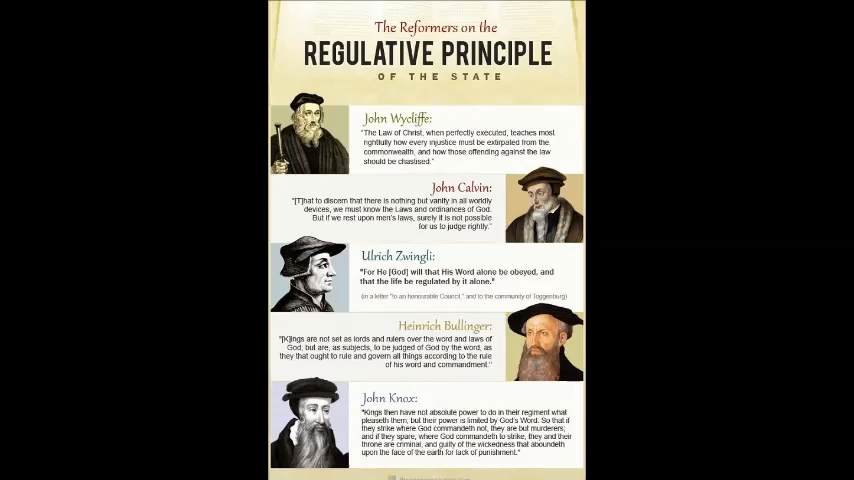 The Reformers on the
REGULATIVE PRINCIPLE
OF THE STATE
John Wycliffe:
"The Law of Christ, when perfectly executed, teaches most
rightfully how every injustice must be extirpated from the
commonwealth, and how those offending against the law
should be chastised."
John Calvin:
"[T]hat to discern that there is nothing but vanity in all worldly
devices, we must know the Laws and ordinances of God.
But if we rest upon men's laws, surely it is not possible
for us to judge rightly."
Ulrich Zwingli:
"For He [God] will that His Word alone be obeyed, and
that the life be regulated by it alone."
(in a letter "to an honourable Council," and to the community of Toggenburg)
Heinrich Bullinger:
"[K]ings are not set as lords and rulers over the word and laws of
God; but are, as subjects, to be judged of God by the word, as
they that ought to rule and govern all things according to the rule
of his word and commandment."
John Knox:
"Kings then have not absolute power to do in their regiment what
pleaseth them; but their power is limited by God's Word. So that if
they strike where God commandeth not, they are but murderers;
and if they spare, where God commandeth to strike, they and their
throne are criminal, and guilty of the wickedness that aboundeth
upon the face of the earth for lack of punishment."